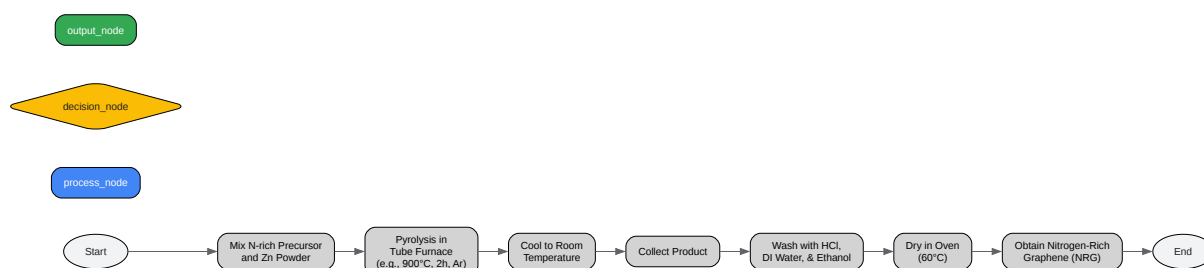 output_node
decision_node
process_node
Start
Mix N-rich Precursor
and Zn Powder
Pyrolysis in
Tube Furnace
(e.g., 900°C, 2h, Ar)
Cool to Room
Temperature
Collect Product
Wash with HCl,
DI Water, & Ethanol
Dry in Oven
(60°C)
Obtain Nitrogen-Rich
Graphene (NRG)
End